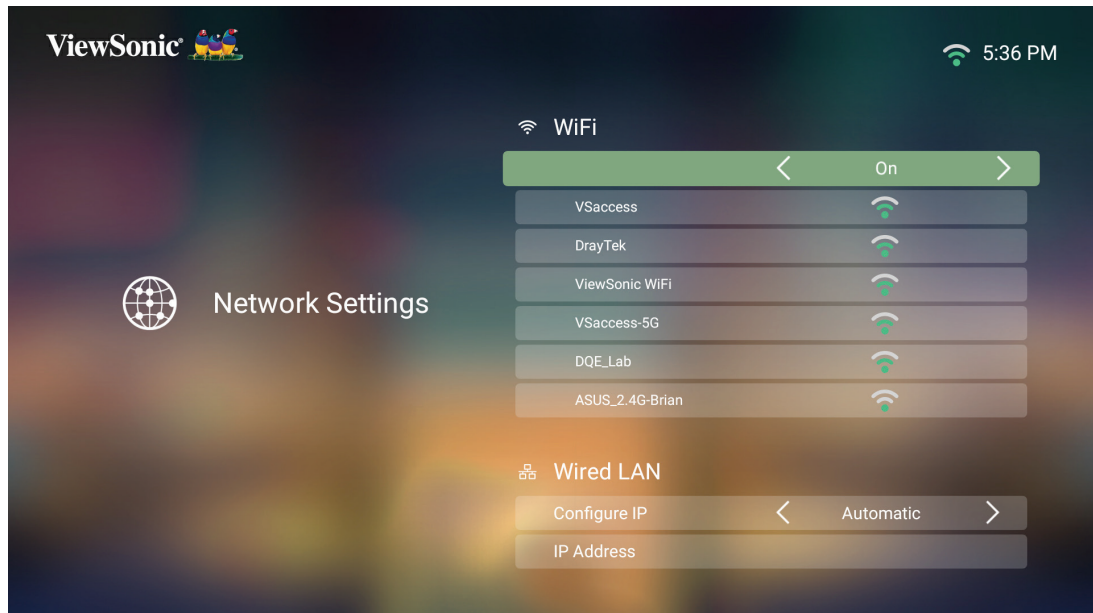 ViewSonic®
5:36 PM
WiFi
On
VSaccess
DrayTek
ViewSonic WiFi
VSaccess-5G
DQE_Lab
ASUS_2.4G-Brian
Network Settings
Wired LAN
Configure IP Automatic
IP Address